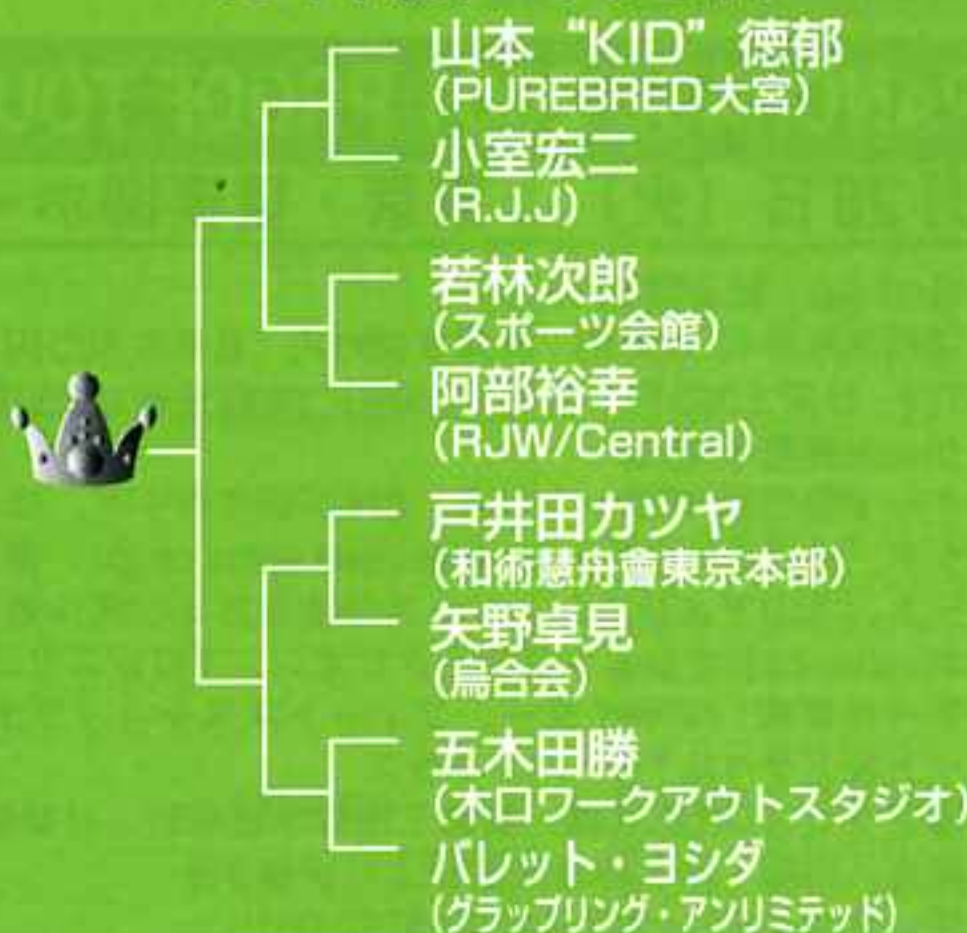 山本“KID”徳郁
(PUREBRED大宮)
小室宏二
(R.J.J)
若林次郎
(スポーツ会館)
阿部裕幸
(RJW/Central)
戸井田カツヤ
(和術慧舟會東京本部)
矢野卓見
(烏合会)
五木田勝
(木口ワークアウトスタジオ)
バレット・ヨシダ
(グラップリング・アンリミテッド)